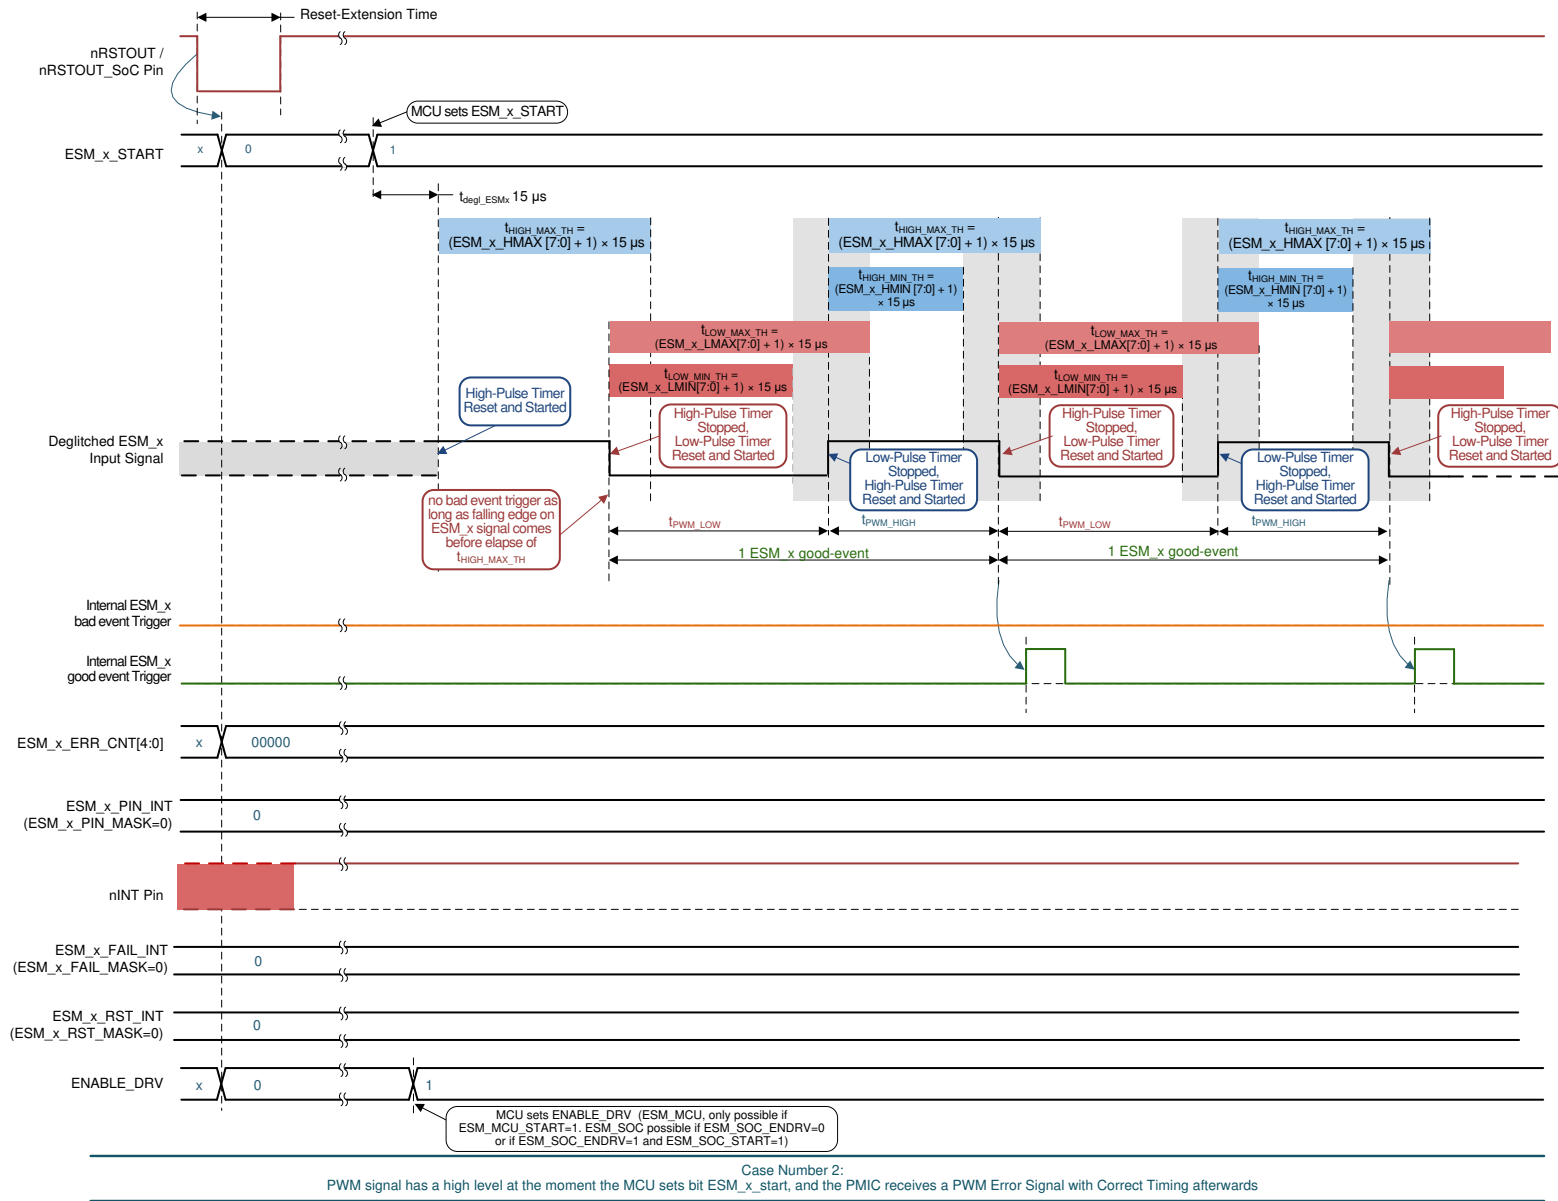 Reset-Extension Time
nRSTOUT /
nRSTOUT_SoC Pin
MCU sets ESM_x_START
ESM_x_START
x
0
1
tdegl_ESMx 15 µs
tHIGH_MAX_TH =
(ESM_x_HMAX [7:0] + 1) × 15 µs
tHIGH_MAX_TH =
(ESM_x_HMAX [7:0] + 1) × 15 µs
tHIGH_MAX_TH =
(ESM_x_HMAX [7:0] + 1) × 15 µs
tHIGH_MIN_TH =
(ESM_x_HMIN [7:0] + 1)
× 15 µs
tHIGH_MIN_TH =
(ESM_x_HMIN [7:0] + 1)
× 15 µs
tLOW_MAX_TH =
(ESM_x_LMAX[7:0] + 1) × 15 µs
tLOW_MAX_TH =
(ESM_x_LMAX[7:0] + 1) × 15 µs
tLOW_MIN_TH =
(ESM_x_LMIN[7:0] + 1) × 15 µs
tLOW_MIN_TH =
(ESM_x_LMIN[7:0] + 1) × 15 µs
High-Pulse Timer
Reset and Started
High-Pulse Timer
Stopped,
Low-Pulse Timer
Reset and Started
High-Pulse Timer
Stopped,
Low-Pulse Timer
Reset and Started
High-Pulse Timer
Stopped,
Low-Pulse Timer
Reset and Started
Deglitched ESM_x
Input Signal
Low-Pulse Timer
Stopped,
High-Pulse Timer
Reset and Started
Low-Pulse Timer
Stopped,
High-Pulse Timer
Reset and Started
no bad event trigger as
long as falling edge on
ESM_x signal comes
before elapse of
tHIGH_MAX_TH
tPWM_LOW
tPWM_HIGH
tPWM_LOW
tPWM_HIGH
1 ESM_x good-event
1 ESM_x good-event
Internal ESM_x
bad event Trigger
Internal ESM_x
good event Trigger
ESM_x_ERR_CNT[4:0]
x
00000
ESM_x_PIN_INT
(ESM_x_PIN_MASK=0)
0
nINT Pin
ESM_x_FAIL_INT
(ESM_x_FAIL_MASK=0)
0
ESM_x_RST_INT
(ESM_x_RST_MASK=0)
0
ENABLE_DRV
x
0
1
MCU sets ENABLE_DRV (ESM_MCU, only possible if
ESM_MCU_START=1. ESM_SOC possible if ESM_SOC_ENDRV=0
or if ESM_SOC_ENDRV=1 and ESM_SOC_START=1)
Case Number 2:
PWM signal has a high level at the moment the MCU sets bit ESM_x_start, and the PMIC receives a PWM Error Signal with Correct Timing afterwards